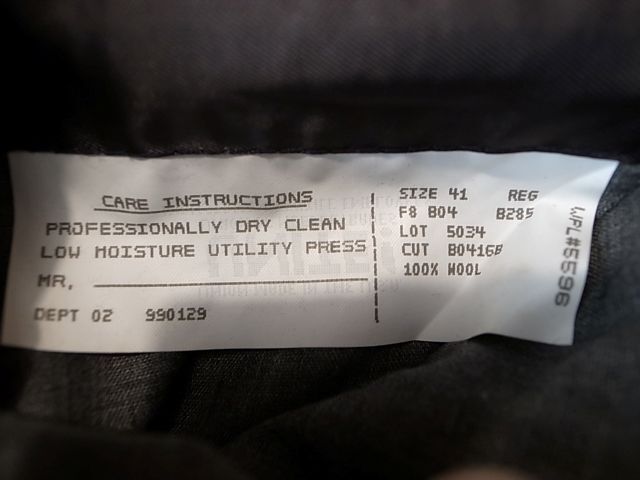 CARE INSTRUCTIONS
PROFESSIONALLY DRY CLEAN
LOW MOISTURE UTILITY PRESS
MR.
DEPT 02 990129
SIZE 41 REG
F8 B04 B285
LOT 5034
CUT B0416B
100% WOOL
WPL#5596